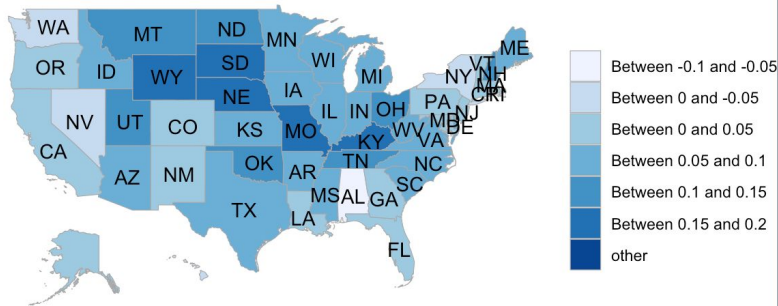 WA
MT
ND
MN
ME
VT
NH
OR
ID
SD
WI
MI
NY
MA
WY
CT
RI
IA
NE
PA
NJ
NV
UT
CO
IL
IN
OH
MD
DE
CA
KS
MO
KY
WV
VA
OK
TN
NC
AZ
NM
AR
SC
TX
MS
AL
GA
LA
FL
Between -0.1 and -0.05
Between 0 and -0.05
Between 0 and 0.05
Between 0.05 and 0.1
Between 0.1 and 0.15
Between 0.15 and 0.2
other